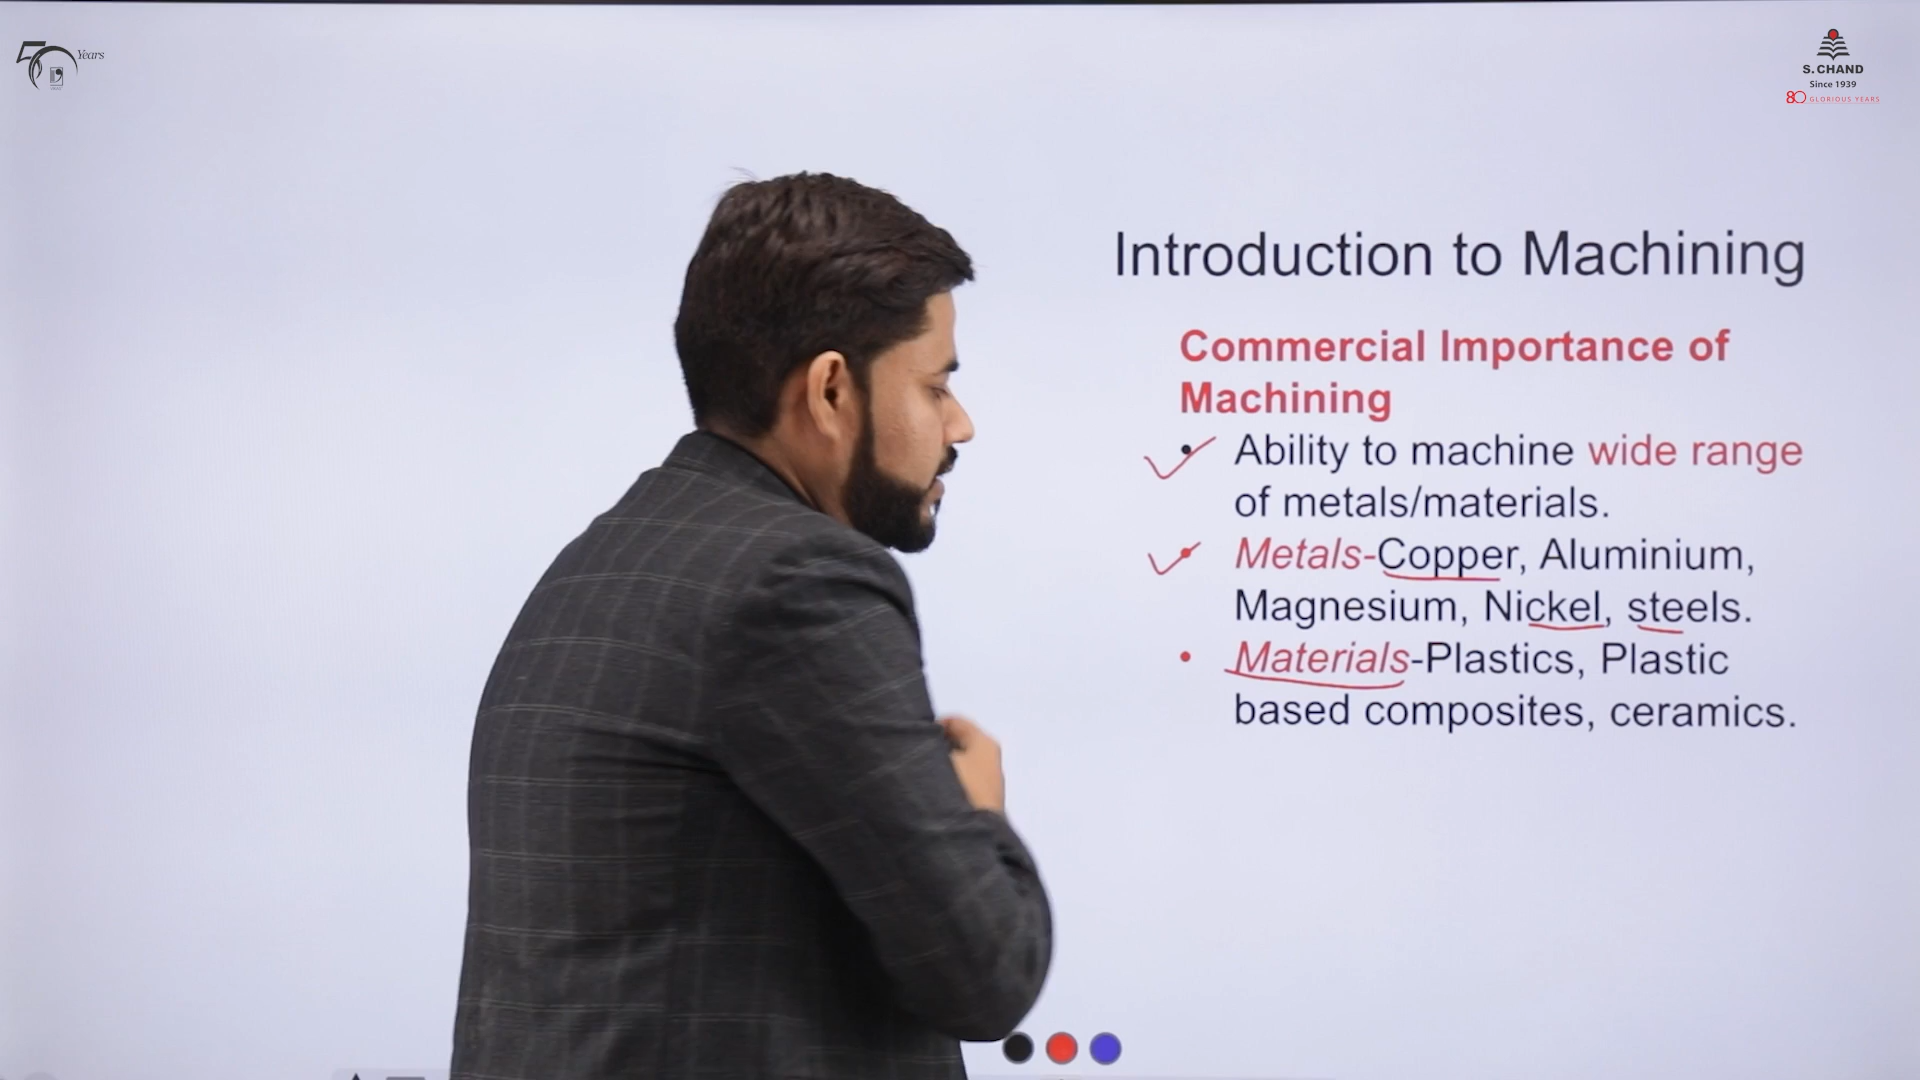 50 Years
S. CHAND
Since 1939
80 GLORIOUS YEARS
Introduction to Machining
Commercial Importance of
Machining
• Ability to machine wide range
of metals/materials.
• Metals-Copper, Aluminium,
Magnesium, Nickel, steels.
• Materials-Plastics, Plastic
based composites, ceramics.